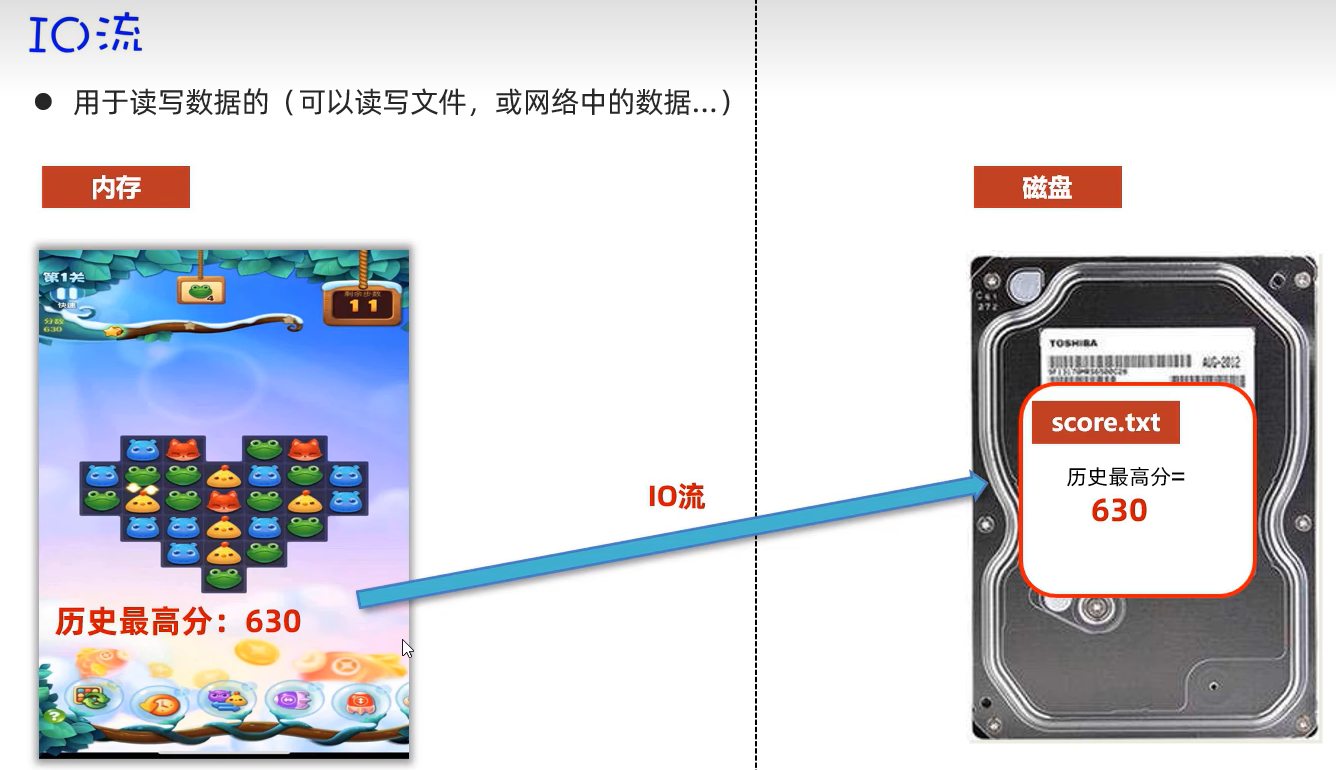 IO流
● 用于读写数据的（可以读写文件，或网络中的数据...）
内存
磁盘
第1关
快速
分数
630
4
剩余步数
11
历史最高分：630
?
IO流
C61
272
TOSHIBA
AUG-2012
score.txt
历史最高分=
630